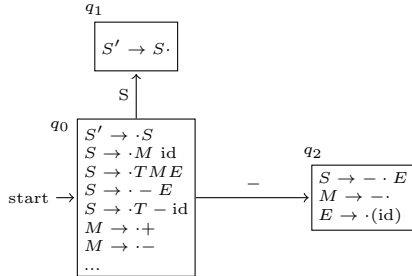 q₁
S′ → S·
S
q₀
S′ → ·S
S → ·M id
S → ·TME
S → · − E
S → ·T − id
M → ·+
M → ·−
...
start
−
q₂
S → − · E
M → −·
E → ·(id)